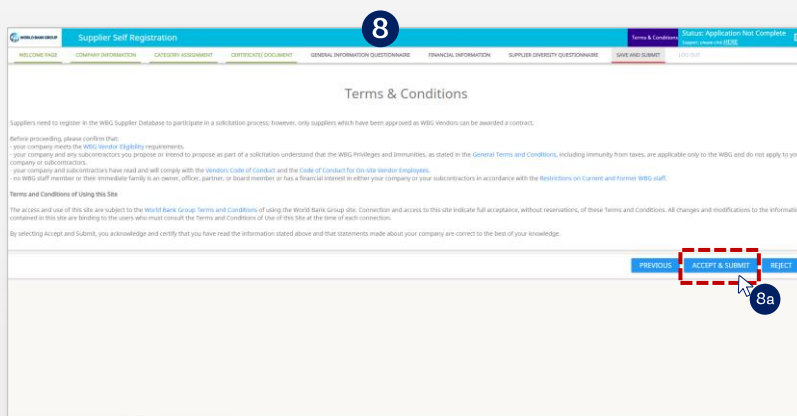 8
WORLD BANK GROUP
Supplier Self Registration
Terms & Conditions
Status: Application Not Complete
Support please click HERE
WELCOME PAGE
COMPANY INFORMATION
CATEGORY ASSIGNMENT
CERTIFICATE/ DOCUMENT
GENERAL INFORMATION QUESTIONNAIRE
FINANCIAL INFORMATION
SUPPLIER DIVERSITY QUESTIONNAIRE
SAVE AND SUBMIT
LOG OUT
Terms & Conditions
Suppliers need to register in the WBG Supplier Database to participate in a solicitation process; however, only suppliers which have been approved as WBG Vendors can be awarded a contract.
Before proceeding, please confirm that:
- your company meets the WBG Vendor Eligibility requirements.
- your company and any subcontractors you propose or intend to propose as part of a solicitation understand that the WBG Privileges and Immunities, as stated in the General Terms and Conditions, including immunity from taxes, are applicable only to the WBG and do not apply to you
company or subcontractors.
- your company and subcontractors have read and will comply with the Vendors Code of Conduct and the Code of Conduct for On-site Vendor Employees.
- no WBG staff member or their immediate family is an owner, officer, partner, or board member or has a financial interest in either your company or your subcontractors in accordance with the Restrictions on Current and Former WBG staff.
Terms and Conditions of Using this Site
The access and use of this site are subject to the World Bank Group Terms and Conditions of using the World Bank Group site. Connection and access to this site indicate full acceptance, without reservations, of these Terms and Conditions. All changes and modifications to the informatio
contained in this site are binding to the users who must consult the Terms and Conditions of Use of this Site at the time of each connection.
By selecting Accept and Submit, you acknowledge and certify that you have read the information stated above and that statements made about your company are correct to the best of your knowledge.
PREVIOUS
ACCEPT & SUBMIT
REJECT
8a